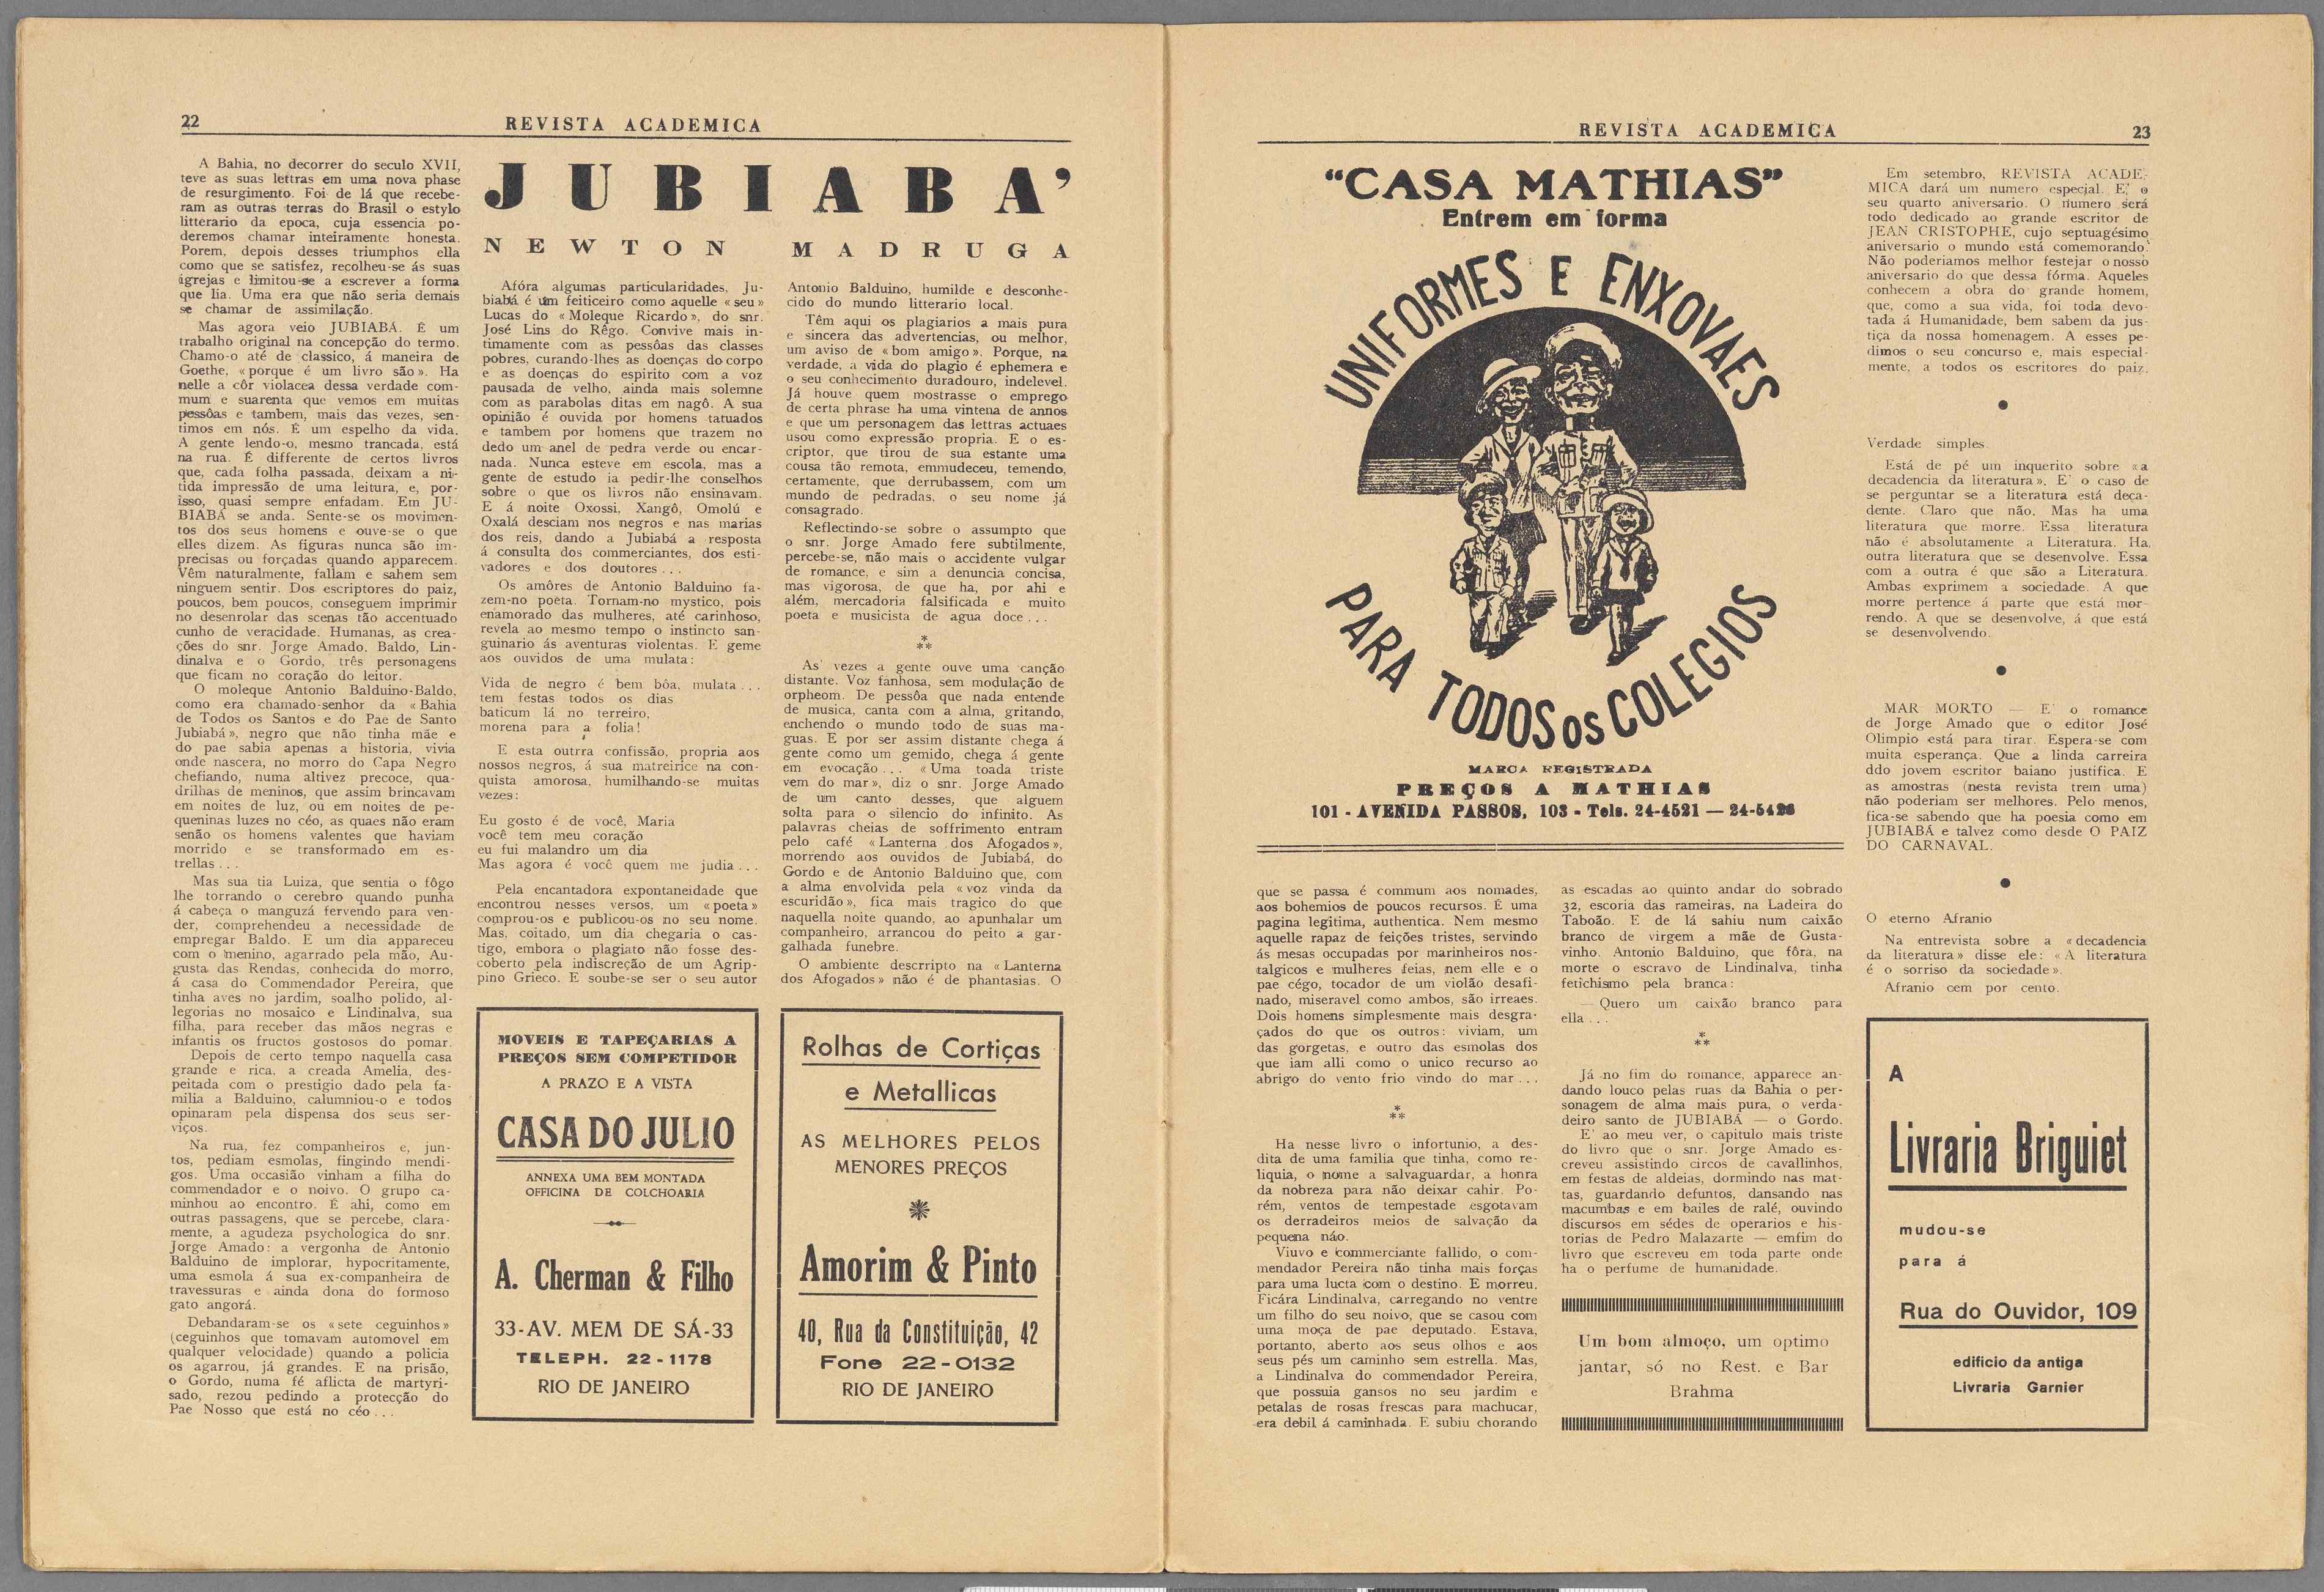 22
REVISTA ACADEMICA
JUBIABA'
NEWTON MADRUGA
A Bahia, no decorrer do seculo XVII,
teve as suas lettras em uma nova phase
de resurgimento. Foi de lá que recebe-
ram as outras terras do Brasil o estylo
litterario da epoca, cuja essencia po-
deremos chamar inteiramente honesta.
Porem, depois desses triumphos ella
como que se satisfez, recolheu-se ás suas
igrejas e limitou-se a escrever a forma
que lia. Uma era que não seria demais
se chamar de assimilação.
Mas agora veio JUBIABÁ. É um
trabalho original na concepção do termo.
Chamo-o até de classico, á maneira de
Goethe, «porque é um livro são». Ha
nelle a côr violacea dessa verdade com-
mum e suarenta que vemos em muitas
pessôas e tambem, mais das vezes, sen-
timos em nós. É um espelho da vida.
A gente lendo-o, mesmo trancada, está
na rua. É differente de certos livros
que, cada folha passada, deixam a ni-
tida impressão de uma leitura, e, por-
isso, quasi sempre enfadam. Em JU-
BIABÁ se anda. Sente-se os movimen-
tos dos seus homens e ouve-se o que
elles dizem. As figuras nunca são im-
precisas ou forçadas quando apparecem.
Vêm naturalmente, fallam e sahem sem
ninguem sentir. Dos escriptores do paiz,
poucos, bem poucos, conseguem imprimir
no desenrolar das scenas tão accentuado
cunho de veracidade. Humanas, as crea-
ções do snr. Jorge Amado. Baldo, Lin-
dinalva e o Gordo, três personagens
que ficam no coração do leitor.
O moleque Antonio Balduino-Baldo,
como era chamado-senhor da «Bahia
de Todos os Santos e do Pae de Santo
Jubiabá», negro que não tinha mãe e
do pae sabia apenas a historia, vivia
onde nascera, no morro do Capa Negro
chefiando, numa altivez precoce, qua-
drilhas de meninos, que assim brincavam
em noites de luz, ou em noites de pe-
queninas luzes no céo, as quaes não eram
senão os homens valentes que haviam
morrido e se transformado em es-
trellas...
Mas sua tia Luiza, que sentia o fôgo
lhe torrando o cerebro quando punha
á cabeça o manguzá fervendo para ven-
der, comprehendeu a necessidade de
empregar Baldo. E um dia appareceu
com o menino, agarrado pela mão, Au-
gusta das Rendas, conhecida do morro,
á casa do Commendador Pereira, que
tinha aves no jardim, soalho polido, al-
legorias no mosaico e Lindinalva, sua
filha, para receber das mãos negras e
infantis os fructos gostosos do pomar.
Depois de certo tempo naquella casa
grande e rica, a creada Amelia, des-
peitada com o prestigio dado pela fa-
milia a Balduino, calumniou-o e todos
opinaram pela dispensa dos seus ser-
viços.
Na rua, fez companheiros e, jun-
tos, pediam esmolas, fingindo mendi-
gos. Uma occasião vinham a filha do
commendador e o noivo. O grupo ca-
minhou ao encontro. É ahi, como em
outras passagens, que se percebe, clara-
mente, a agudeza psychologica do snr.
Jorge Amado: a vergonha de Antonio
Balduino de implorar, hypocritamente,
uma esmola á sua ex-companheira de
travessuras e ainda dona do formoso
gato angorá.
Debandaram-se os «sete ceguinhos»
(ceguinhos que tomavam automovel em
qualquer velocidade) quando a policia
os agarrou, já grandes. E na prisão,
o Gordo, numa fé aflicta de martyri-
sado, rezou pedindo a protecção do
Pae Nosso que está no céo...
Afóra algumas particularidades, Ju-
biabá é um feiticeiro como aquelle «seu»
Lucas do «Moleque Ricardo», do snr.
José Lins do Rêgo. Convive mais in-
timamente com as pessôas das classes
pobres, curando-lhes as doenças do corpo
e as doenças do espirito com a voz
pausada de velho, ainda mais solemne
com as parabolas ditas em nagô. A sua
opinião é ouvida por homens tatuados
e tambem por homens que trazem no
dedo um anel de pedra verde ou encar-
nada. Nunca esteve em escola, mas a
gente de estudo ia pedir-lhe conselhos
sobre o que os livros não ensinavam.
E á noite Oxossi, Xangô, Omolú e
Oxalá desciam nos negros e nas marias
dos reis, dando a Jubiabá a resposta
á consulta dos commerciantes, dos esti-
vadores e dos doutores...
Os amôres de Antonio Balduino fa-
zem-no poeta. Tornam-no mystico, pois
enamorado das mulheres, até carinhoso,
revela ao mesmo tempo o instincto san-
guinario ás aventuras violentas. E geme
aos ouvidos de uma mulata:
Vida de negro é bem bôa, mulata...
tem festas todos os dias
baticum lá no terreiro,
morena para a folia!
E esta outrra confissão, propria aos
nossos negros, á sua matreirice na con-
quista amorosa, humilhando-se muitas
vezes:
Eu gosto é de você, Maria
você tem meu coração
eu fui malandro um dia
Mas agora é você quem me judia...
Pela encantadora expontaneidade que
encontrou nesses versos, um «poeta»
comprou-os e publicou-os no seu nome.
Mas, coitado, um dia chegaria o cas-
tigo, embora o plagiato não fosse des-
coberto pela indiscreção de um Agrip-
pino Grieco. E soube-se ser o seu autor
Antonio Balduino, humilde e desconhe-
cido do mundo litterario local.
Têm aqui os plagiarios a mais pura
e sincera das advertencias, ou melhor,
um aviso de «bom amigo». Porque, na
verdade, a vida do plagio é ephemera e
o seu conhecimento duradouro, indelevel.
Já houve quem mostrasse o emprego
de certa phrase ha uma vintena de annos
e que um personagem das lettras actuaes
usou como expressão propria. E o es-
criptor, que tirou de sua estante uma
cousa tão remota, emmudeceu, temendo,
certamente, que derrubassem, com um
mundo de pedradas, o seu nome já
consagrado.
Reflectindo-se sobre o assumpto que
o snr. Jorge Amado fere subtilmente,
percebe-se, não mais o accidente vulgar
de romance, e sim a denuncia concisa,
mas vigorosa, de que ha, por ahi e
além, mercadoria falsificada e muito
poeta e musicista de agua doce...
*
**
As' vezes a gente ouve uma canção
distante. Voz fanhosa, sem modulação de
orpheom. De pessôa que nada entende
de musica, canta com a alma, gritando,
enchendo o mundo todo de suas ma-
guas. E por ser assim distante chega á
gente como um gemido, chega á gente
em evocação... «Uma toada triste
vem do mar», diz o snr. Jorge Amado
de um canto desses, que alguem
solta para o silencio do infinito. As
palavras cheias de soffrimento entram
pelo café «Lanterna dos Afogados»,
morrendo aos ouvidos de Jubiabá, do
Gordo e de Antonio Balduino que, com
a alma envolvida pela «voz vinda da
escuridão», fica mais tragico do que
naquella noite quando, ao apunhalar um
companheiro, arrancou do peito a gar-
galhada funebre.
O ambiente descrripto na «Lanterna
dos Afogados» não é de phantasias. O
MOVEIS E TAPEÇARIAS A
PREÇOS SEM COMPETIDOR
A PRAZO E A VISTA
CASA DO JULIO
ANNEXA UMA BEM MONTADA
OFFICINA DE COLCHOARIA
A. Cherman & Filho
33-AV. MEM DE SÁ-33
TELEPH. 22-1178
RIO DE JANEIRO
Rolhas de Cortiças
e Metallicas
AS MELHORES PELOS
MENORES PREÇOS
Amorim & Pinto
40, Rua da Constituição, 42
Fone 22-0132
RIO DE JANEIRO
REVISTA ACADEMICA
23
"CASA MATHIAS"
Entrem em forma
UNIFORMES E ENXOVAES
PARA TODOS OS COLEGIOS
MARCA REGISTRADA
PREÇOS A MATHIAS
101 - AVENIDA PASSOS, 103 - Tels. 24-4521 — 24-5426
que se passa é commum aos nomades,
aos bohemios de poucos recursos. É uma
pagina legitima, authentica. Nem mesmo
aquelle rapaz de feições tristes, servindo
ás mesas occupadas por marinheiros nos-
talgicos e mulheres feias, nem elle e o
pae cégo, tocador de um violão desafi-
nado, miseravel como ambos, são irreaes.
Dois homens simplesmente mais desgra-
çados do que os outros: viviam, um
das gorgetas, e outro das esmolas dos
que iam alli como o unico recurso ao
abrigo do vento frio vindo do mar...
*
**
Ha nesse livro o infortunio, a des-
dita de uma familia que tinha, como re-
liquia, o nome a salvaguardar, a honra
da nobreza para não deixar cahir. Po-
rém, ventos de tempestade esgotavam
os derradeiros meios de salvação da
pequena náo.
Viuvo e commerciante fallido, o com-
mendador Pereira não tinha mais forças
para uma lucta com o destino. E morreu.
Ficára Lindinalva, carregando no ventre
um filho do seu noivo, que se casou com
uma moça de pae deputado. Estava,
portanto, aberto aos seus olhos e aos
seus pés um caminho sem estrella. Mas,
a Lindinalva do commendador Pereira,
que possuia gansos no seu jardim e
petalas de rosas frescas para machucar,
era debil á caminhada. E subiu chorando
as escadas ao quinto andar do sobrado
32, escoria das rameiras, na Ladeira do
Taboão. E de lá sahiu num caixão
branco de virgem a mãe de Gusta-
vinho. Antonio Balduino, que fôra, na
morte o escravo de Lindinalva, tinha
fetichismo pela branca:
— Quero um caixão branco para
ella...
*
**
Já no fim do romance, apparece an-
dando louco pelas ruas da Bahia o per-
sonagem de alma mais pura, o verda-
deiro santo de JUBIABÁ — o Gordo.
E' ao meu ver, o capitulo mais triste
do livro que o snr. Jorge Amado es-
creveu assistindo circos de cavallinhos,
em festas de aldeias, dormindo nas mat-
tas, guardando defuntos, dansando nas
macumbas e em bailes de ralé, ouvindo
discursos em sédes de operarios e his-
torias de Pedro Malazarte — emfim do
livro que escreveu em toda parte onde
ha o perfume de humanidade.
Um bom almoço, um optimo
jantar, só no Rest. e Bar
Brahma
Em setembro, REVISTA ACADE-
MICA dará um numero especial. E' o
seu quarto aniversario. O numero será
todo dedicado ao grande escritor de
JEAN CRISTOPHE, cujo septuagésimo
aniversario o mundo está comemorando.
Não poderiamos melhor festejar o nosso
aniversario do que dessa fórma. Aqueles
conhecem a obra do grande homem,
que, como a sua vida, foi toda devo-
tada á Humanidade, bem sabem da jus-
tiça da nossa homenagem. A esses pe-
dimos o seu concurso e, mais especial-
mente, a todos os escritores do paiz.
●
Verdade simples.
Está de pé um inquerito sobre «a
decadencia da literatura». E' o caso de
se perguntar se a literatura está deca-
dente. Claro que não. Mas ha uma
literatura que morre. Essa literatura
não é absolutamente a Literatura. Ha
outra literatura que se desenvolve. Essa
com a outra é que são a Literatura.
Ambas exprimem a sociedade. A que
morre pertence á parte que está mor-
rendo. A que se desenvolve, á que está
se desenvolvendo.
●
MAR MORTO — E' o romance
de Jorge Amado que o editor José
Olimpio está para tirar. Espera-se com
muita esperança. Que a linda carreira
ddo jovem escritor baiano justifica. E
as amostras (nesta revista trem uma)
não poderiam ser melhores. Pelo menos,
fica-se sabendo que ha poesia como em
JUBIABÁ e talvez como desde O PAIZ
DO CARNAVAL.
●
O eterno Afranio
Na entrevista sobre a «decadencia
da literatura» disse ele: «A literatura
é o sorriso da sociedade».
Afranio cem por cento.
A
Livraria Briguiet
mudou-se
para á
Rua do Ouvidor, 109
edificio da antiga
Livraria Garnier